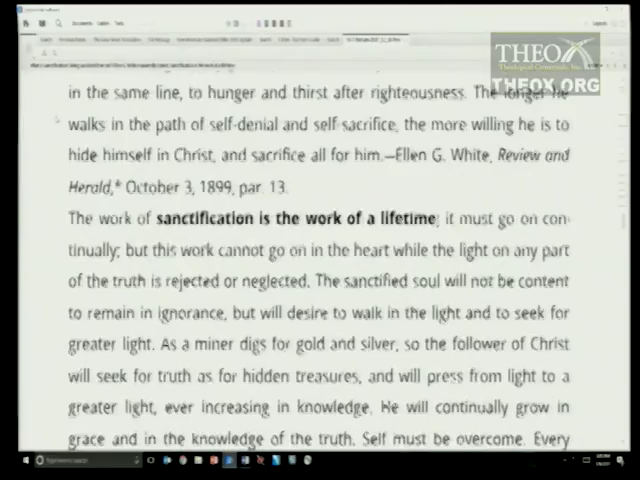 THEOX
THEOX.ORG
in the same line, to hunger and thirst after righteousness. The longer he
walks in the path of self-denial and self sacrifice, the more willing he is to
hide himself in Christ, and sacrifice all for him.—Ellen G. White, Review and
Herald,* October 3, 1899, par. 13.
The work of sanctification is the work of a lifetime; it must go on con-
tinually; but this work cannot go on in the heart while the light on any part
of the truth is rejected or neglected. The sanctified soul will not be content
to remain in ignorance, but will desire to walk in the light and to seek for
greater light. As a miner digs for gold and silver, so the follower of Christ
will seek for truth as for hidden treasures, and will press from light to a
greater light, ever increasing in knowledge. He will continually grow in
grace and in the knowledge of the truth. Self must be overcome. Every